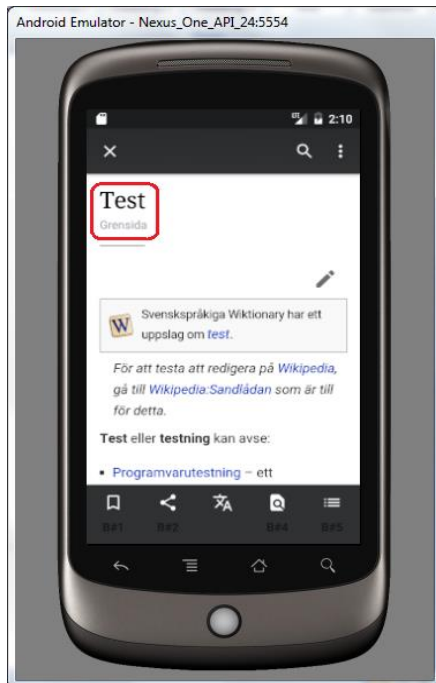 Android Emulator - Nexus_One_API_24:5554
2:10
Test
Grensida
W
Svenskspråkiga Wiktionary har ett
uppslag om test.
För att testa att redigera på Wikipedia,
gå till Wikipedia:Sandlådan som är till
för detta.
Test eller testning kan avse:
• Programvarutestning – ett
B#1 B#2 B#4 B#5